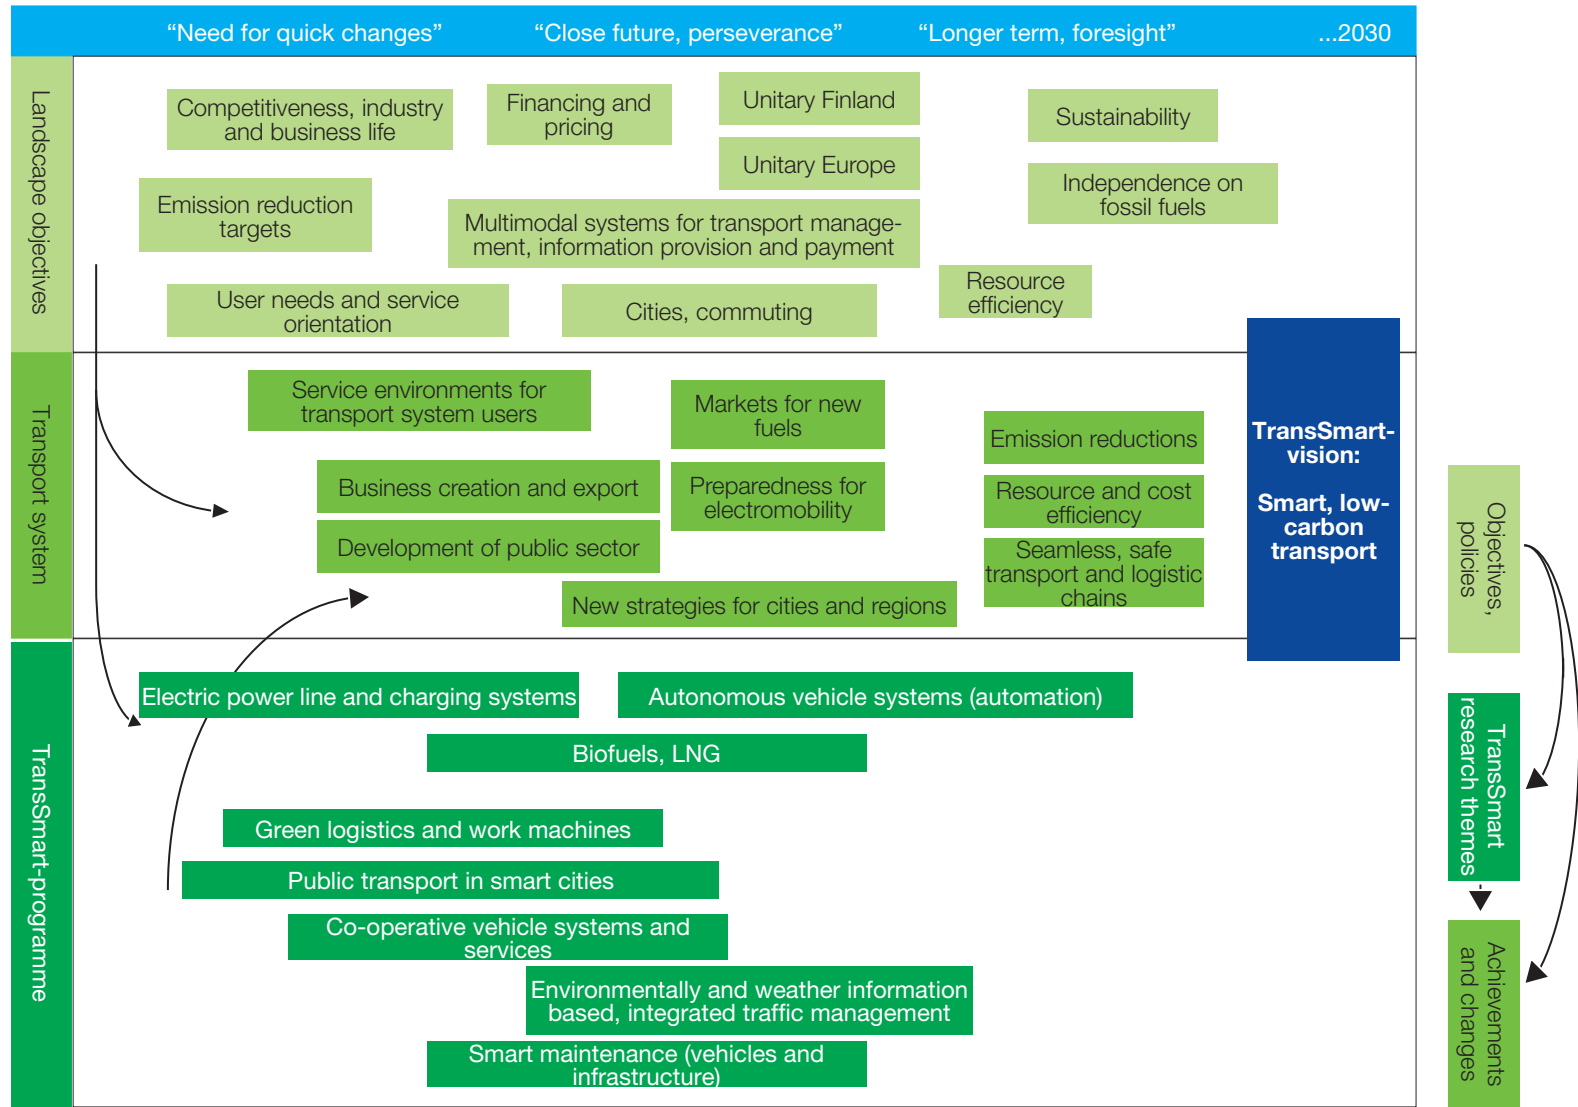 “Need for quick changes”
“Close future, perseverance”
“Longer term, foresight”
...2030
Landscape objectives
Competitiveness, industry
and business life
Financing and
pricing
Unitary Finland
Unitary Europe
Sustainability
Emission reduction
targets
Multimodal systems for transport manage-
ment, information provision and payment
Independence on
fossil fuels
User needs and service
orientation
Cities, commuting
Resource
efficiency
Transport system
Service environments for
transport system users
Markets for new
fuels
Emission reductions
Business creation and export
Preparedness for
electromobility
Resource and cost
efficiency
Development of public sector
Seamless, safe
transport and logistic
chains
New strategies for cities and regions
TransSmart-
vision:
Smart, low-
carbon
transport
TransSmart-programme
Electric power line and charging systems
Autonomous vehicle systems (automation)
Biofuels, LNG
Green logistics and work machines
Public transport in smart cities
Co-operative vehicle systems and
services
Environmentally and weather information
based, integrated traffic management
Smart maintenance (vehicles and
infrastructure)
Objectives,
policies
TransSmart
research themes
Achievements
and changes